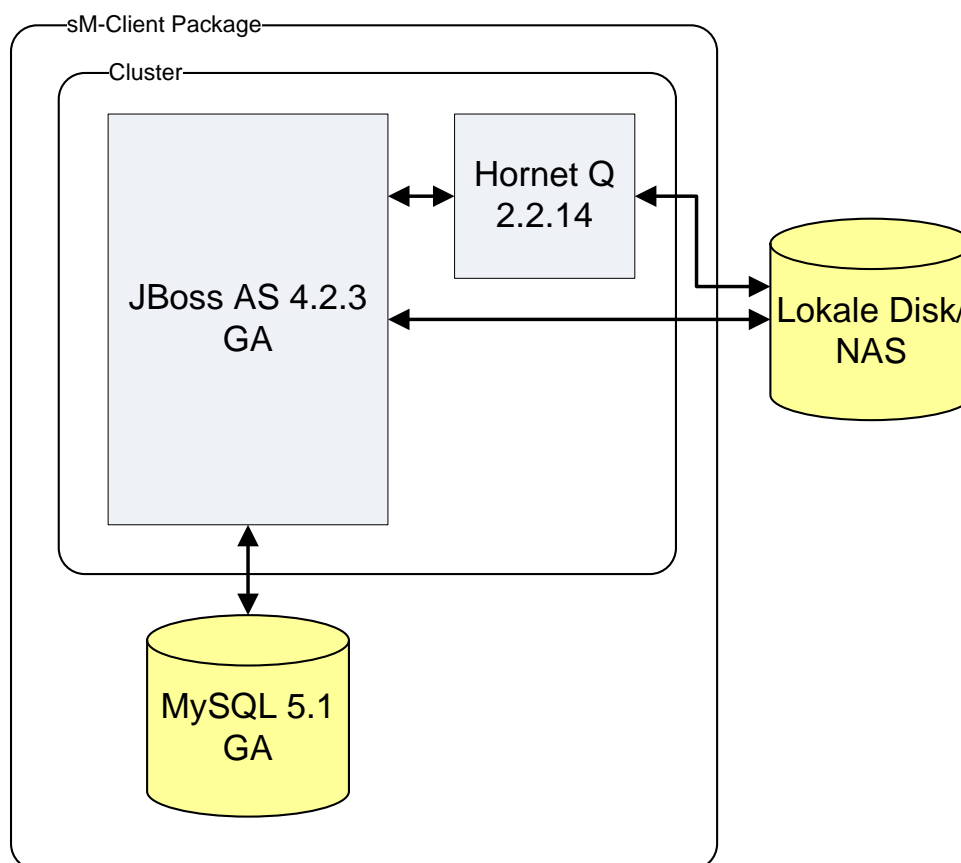 sM-Client Package
Cluster
JBoss AS 4.2.3
GA
Hornet Q
2.2.14
Lokale Disk/
NAS
MySQL 5.1
GA